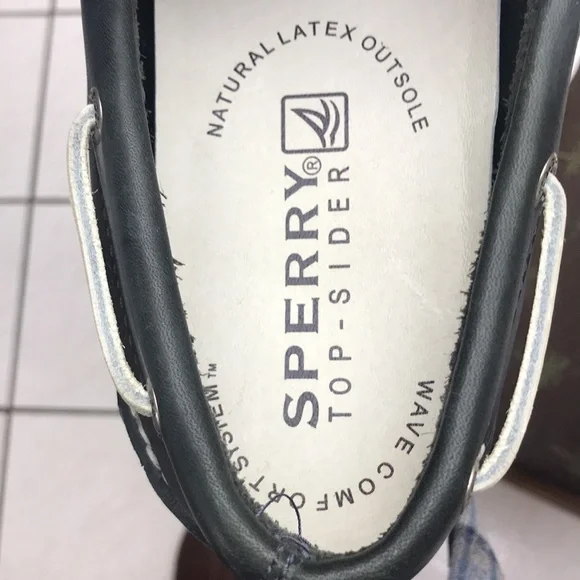 NATURAL LATEX OUTSOLE
SPERRY®
TOP-SIDER
WAVE COMFORT SYSTEM™